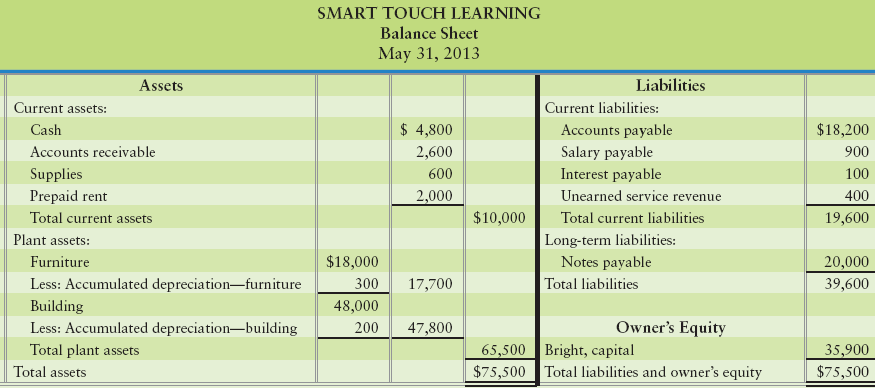 SMART TOUCH LEARNING
Balance Sheet
May 31, 2013
Assets Liabilities
Current assets: Current liabilities:
Cash $ 4,800 Accounts payable $18,200
Accounts receivable 2,600 Salary payable 900
Supplies 600 Interest payable 100
Prepaid rent 2,000 Unearned service revenue 400
Total current assets $10,000 Total current liabilities 19,600
Plant assets: Long-term liabilities:
Furniture $18,000 Notes payable 20,000
Less: Accumulated depreciation—furniture 300 17,700 Total liabilities 39,600
Building 48,000
Less: Accumulated depreciation—building 200 47,800 Owner's Equity
Total plant assets 65,500 Bright, capital 35,900
Total assets $75,500 Total liabilities and owner's equity $75,500